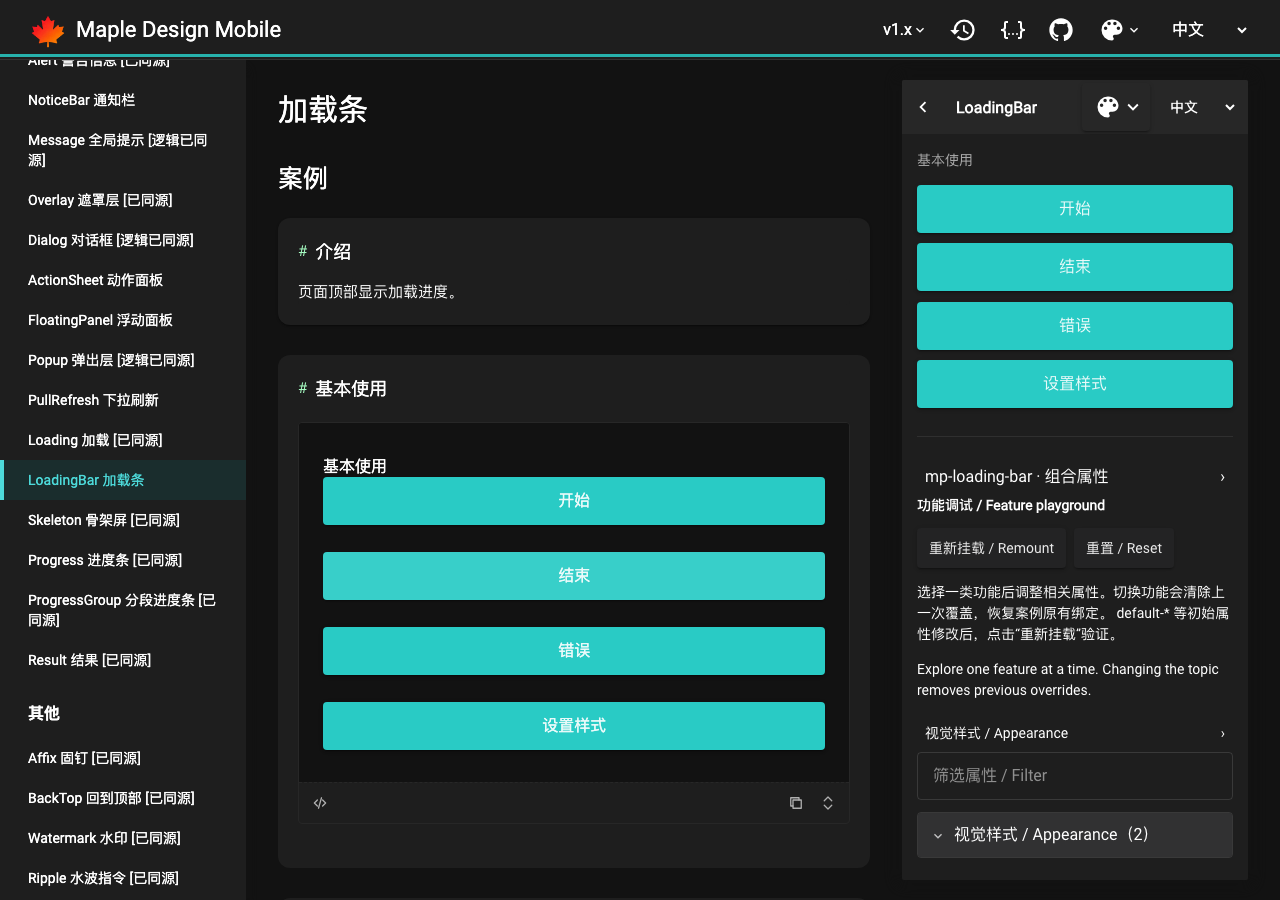 Maple Design Mobile
v1.x
{...}
中文
Alert 警告信息 [已同源]
NoticeBar 通知栏
Message 全局提示 [逻辑已同
源]
Overlay 遮罩层 [已同源]
Dialog 对话框 [逻辑已同源]
ActionSheet 动作面板
FloatingPanel 浮动面板
Popup 弹出层 [逻辑已同源]
PullRefresh 下拉刷新
Loading 加载 [已同源]
LoadingBar 加载条
Skeleton 骨架屏 [已同源]
Progress 进度条 [已同源]
ProgressGroup 分段进度条 [已
同源]
Result 结果 [已同源]
其他
Affix 固钉 [已同源]
BackTop 回到顶部 [已同源]
Watermark 水印 [已同源]
Ripple 水波指令 [已同源]
加载条
案例
# 介绍
页面顶部显示加载进度。
# 基本使用
基本使用
开始
结束
错误
设置样式
LoadingBar
中文
基本使用
开始
结束
错误
设置样式
mp-loading-bar · 组合属性
功能调试 / Feature playground
重新挂载 / Remount
重置 / Reset
选择一类功能后调整相关属性。切换功能会清除上
一次覆盖，恢复案例原有绑定。 default-* 等初始属
性修改后，点击“重新挂载”验证。
Explore one feature at a time. Changing the topic
removes previous overrides.
视觉样式 / Appearance
筛选属性 / Filter
视觉样式 / Appearance（2）